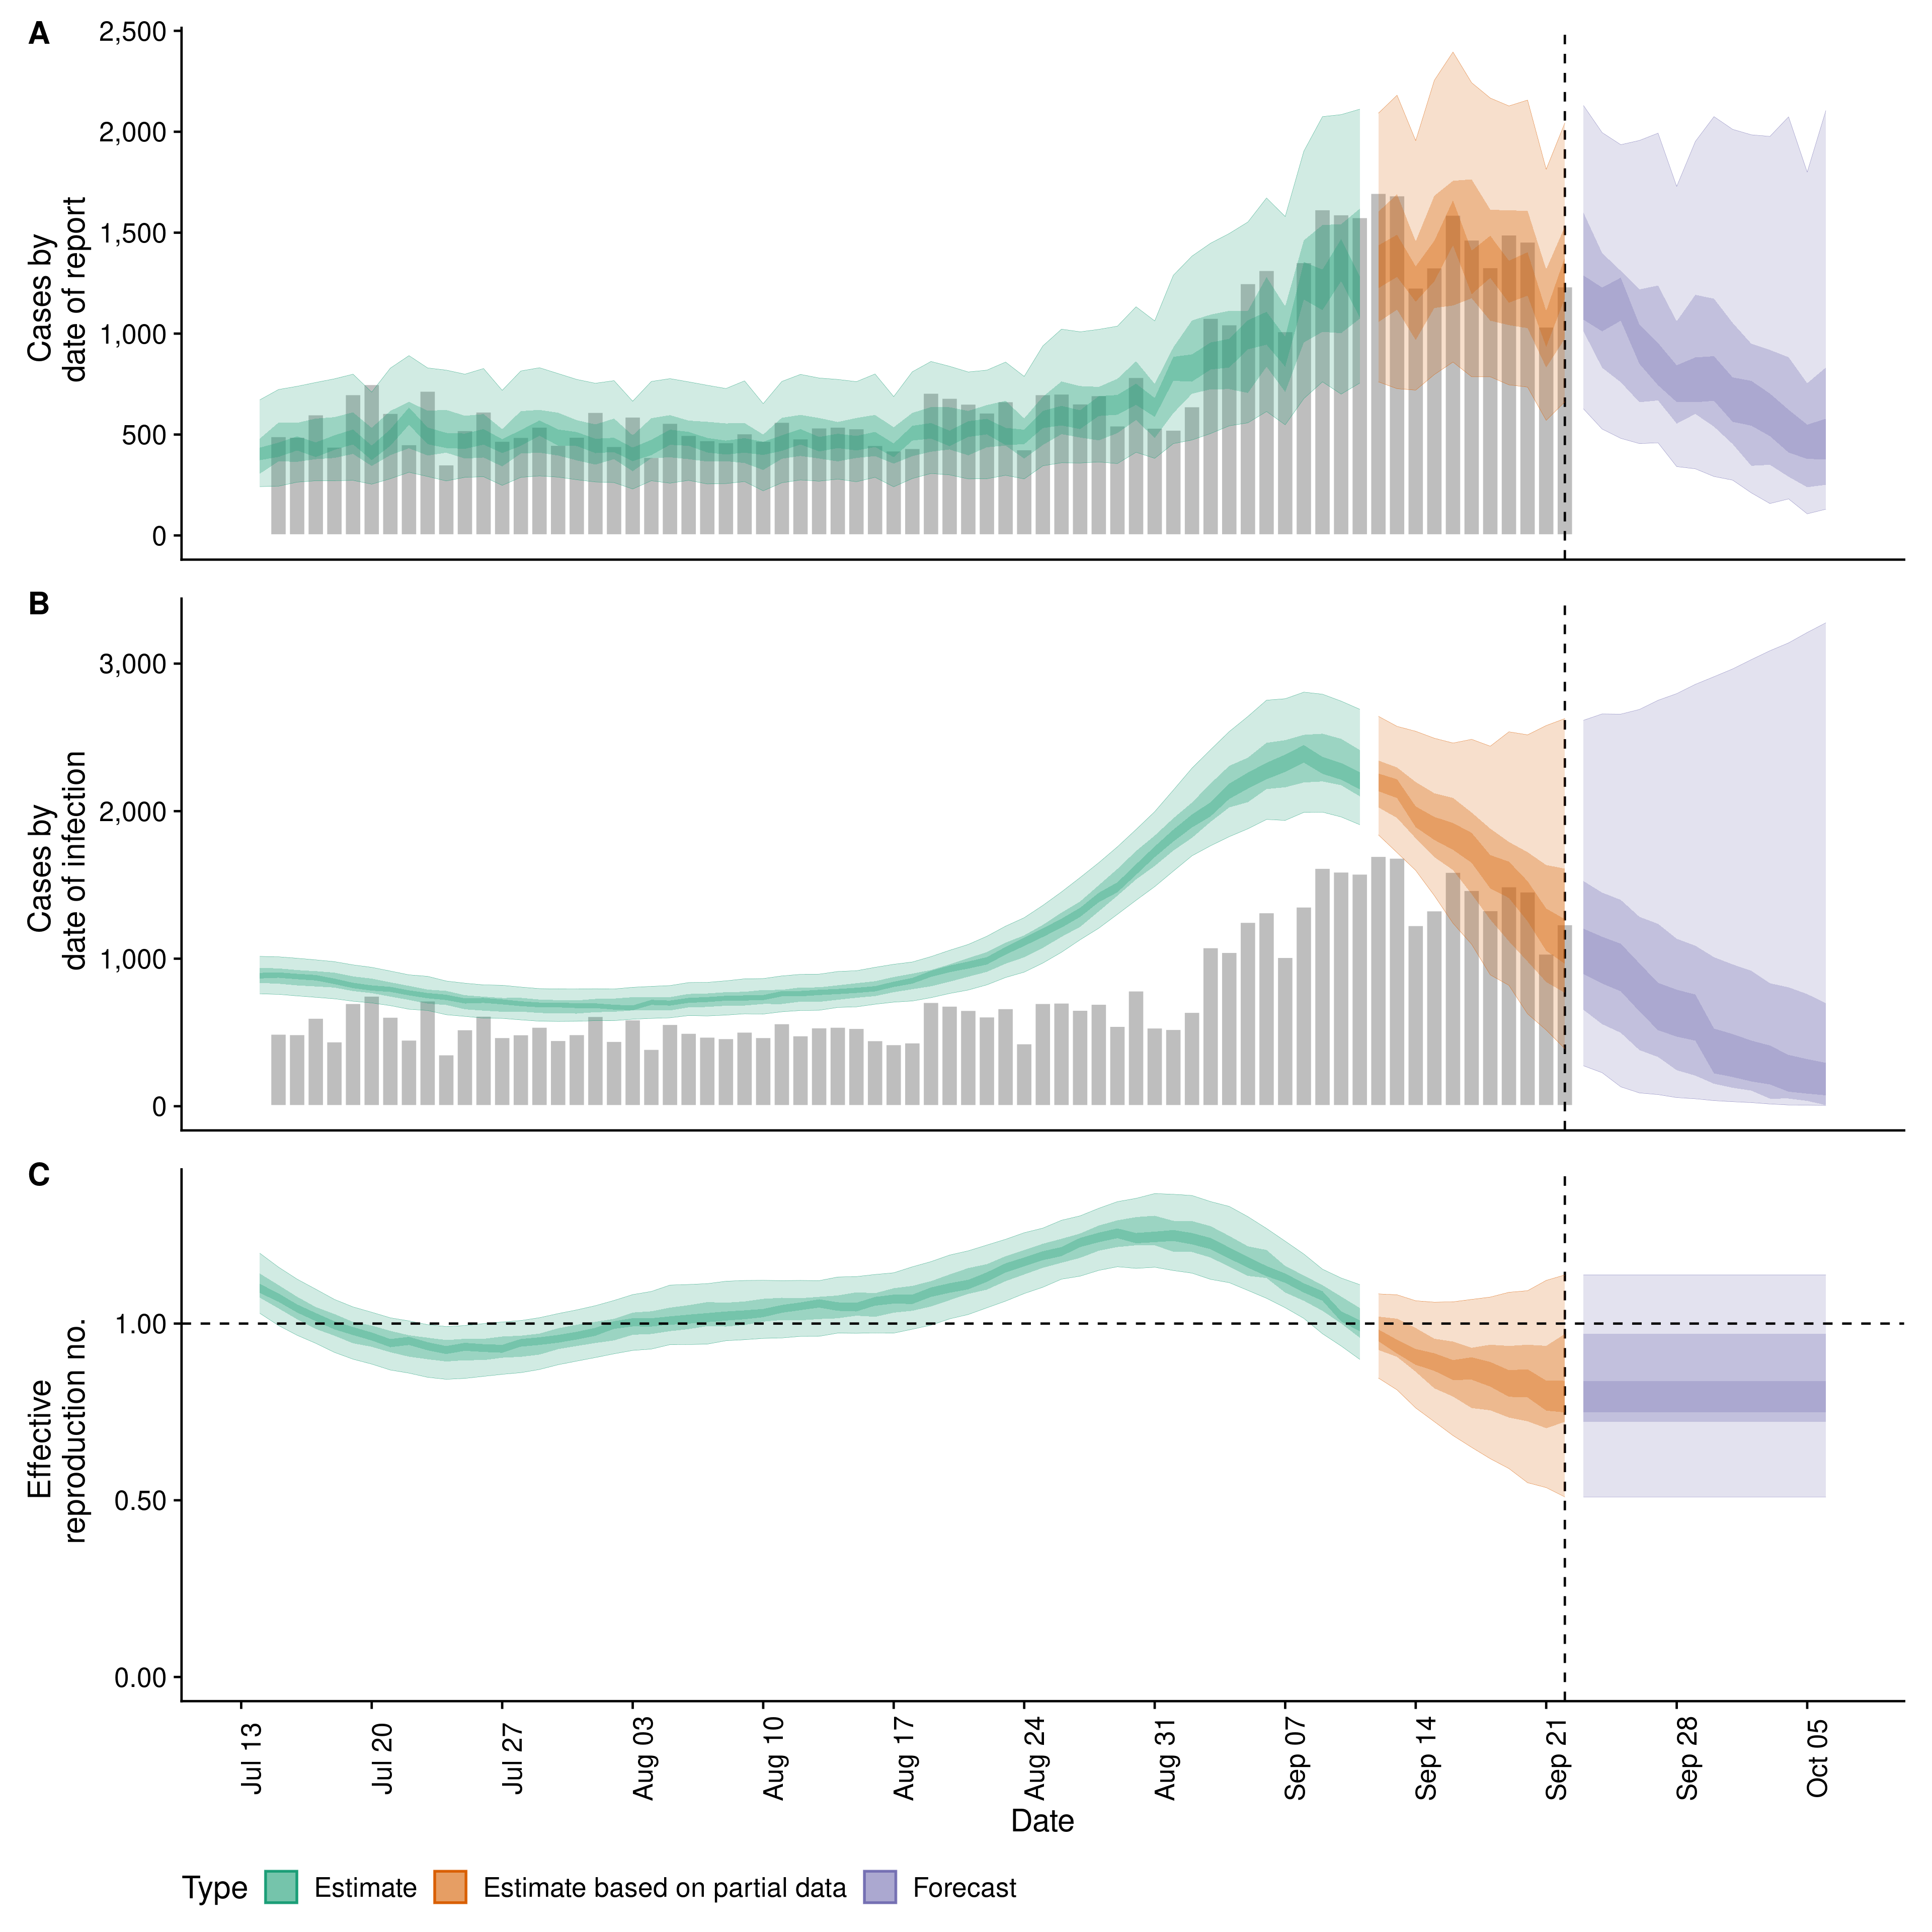 A
Cases by
date of report
2,500
2,000
1,500
1,000
500
0
B
Cases by
date of infection
3,000
2,000
1,000
0
C
Effective
reproduction no.
1.00
0.50
0.00
Jul 13
Jul 20
Jul 27
Aug 03
Aug 10
Aug 17
Aug 24
Aug 31
Sep 07
Sep 14
Sep 21
Sep 28
Oct 05
Date
Type Estimate Estimate based on partial data Forecast